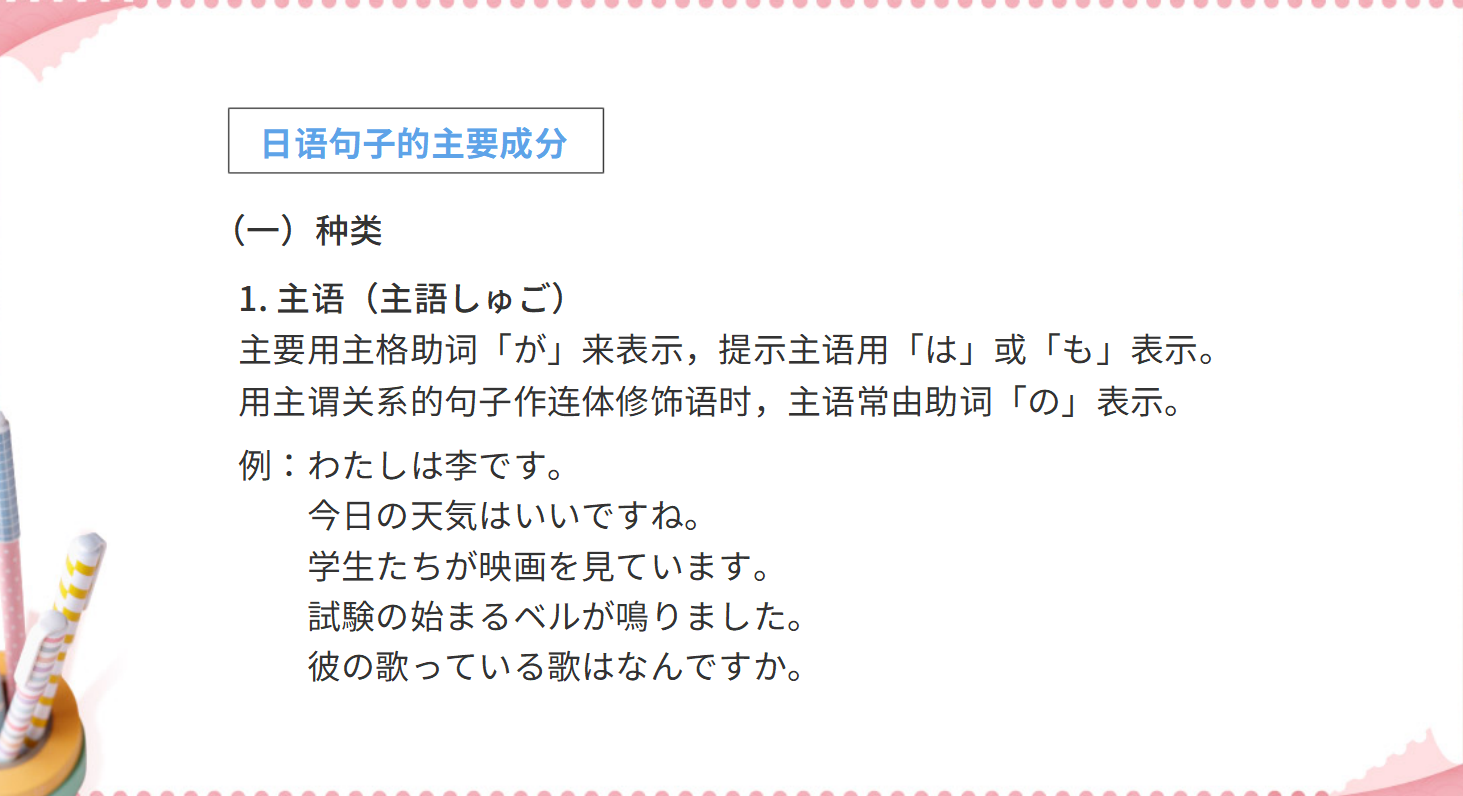 日语句子的主要成分
（一）种类
1. 主语（主語しゅご）
主要用主格助词「が」来表示，提示主语用「は」或「も」表示。
用主谓关系的句子作连体修饰语时，主语常由助词「の」表示。
例：わたしは李です。
今日の天気はいいですね。
学生たちが映画を見ています。
試験の始まるベルが鳴りました。
彼の歌っている歌はなんですか。